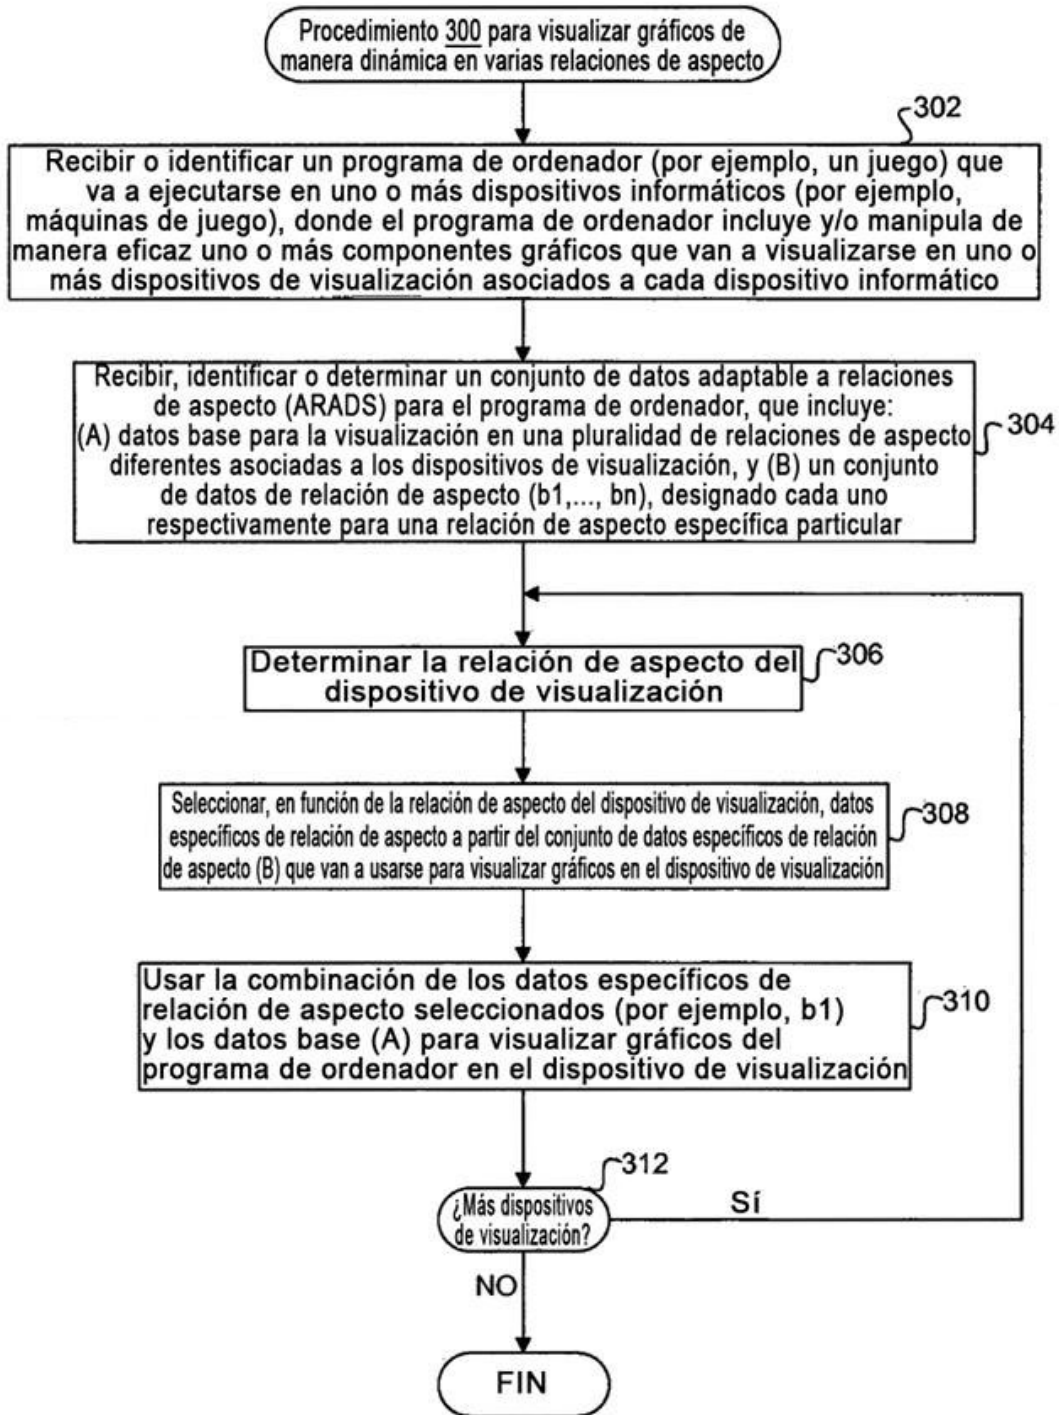 Procedimiento 300 para visualizar gráficos de
manera dinámica en varias relaciones de aspecto
302
Recibir o identificar un programa de ordenador (por ejemplo, un juego) que
va a ejecutarse en uno o más dispositivos informáticos (por ejemplo,
máquinas de juego), donde el programa de ordenador incluye y/o manipula de
manera eficaz uno o más componentes gráficos que van a visualizarse en uno o
más dispositivos de visualización asociados a cada dispositivo informático
Recibir, identificar o determinar un conjunto de datos adaptable a relaciones
de aspecto (ARADS) para el programa de ordenador, que incluye:
(A) datos base para la visualización en una pluralidad de relaciones de aspecto
diferentes asociadas a los dispositivos de visualización, y (B) un conjunto
de datos de relación de aspecto (b1,..., bn), designado cada uno
respectivamente para una relación de aspecto específica particular
304
Determinar la relación de aspecto del
dispositivo de visualización
306
Seleccionar, en función de la relación de aspecto del dispositivo de visualización, datos
específicos de relación de aspecto a partir del conjunto de datos específicos de relación
de aspecto (B) que van a usarse para visualizar gráficos en el dispositivo de visualización
308
Usar la combinación de los datos específicos de
relación de aspecto seleccionados (por ejemplo, b1)
y los datos base (A) para visualizar gráficos del
programa de ordenador en el dispositivo de visualización
310
312
¿Más dispositivos
de visualización?
Sí
NO
FIN